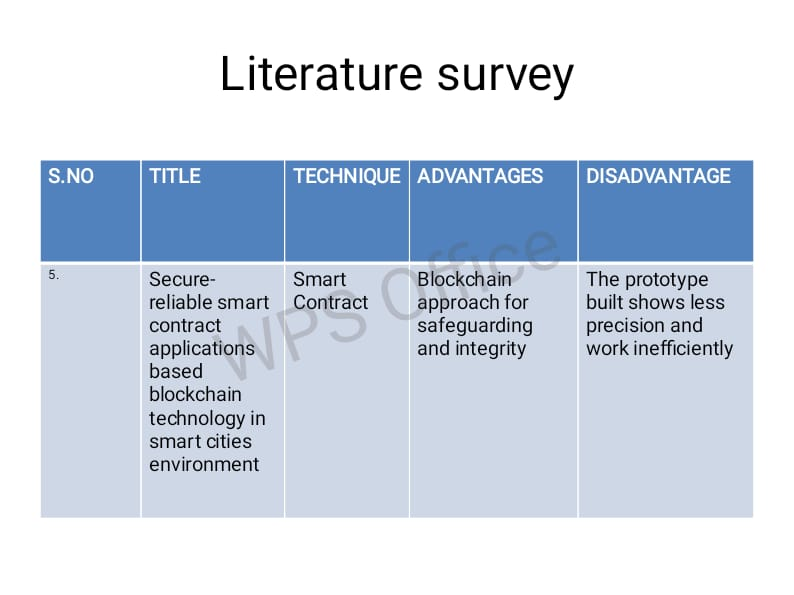 Literature survey
S.NO
TITLE
TECHNIQUE
ADVANTAGES
DISADVANTAGE
5.
Secure-
reliable smart
contract
applications
based
blockchain
technology in
smart cities
environment
Smart
Contract
Blockchain
approach for
safeguarding
and integrity
The prototype
built shows less
precision and
work inefficiently
WPS Office